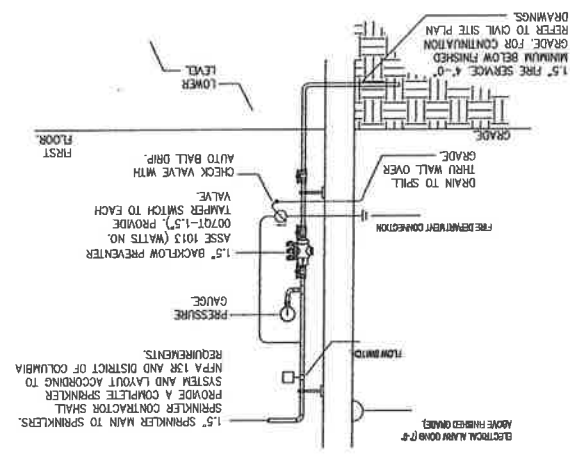 ELECTRICAL ALARM GONG (7'-8"
ABOVE FINISHED GRADE).
1.5" SPRINKLER MAIN TO SPRINKLERS.
SPRINKLER CONTRACTOR SHALL
PROVIDE A COMPLETE SPRINKLER
SYSTEM AND LAYOUT ACCORDING TO
NFPA 13R AND DISTRICT OF COLUMBIA
REQUIREMENTS.
FLOW SWITCH
PRESSURE
GAUGE.
1.5" BACKFLOW PREVENTER
ASSE 1013 (WATTS NO.
007QT-1-1.5"). PROVIDE
TAMPER SWITCH TO EACH
VALVE.
FIRE DEPARTMENT CONNECTION
CHECK VALVE WITH
AUTO BALL DRIP.
DRAIN TO SPILL
THRU WALL OVER
GRADE.
FIRST
FLOOR.
GRADE.
LOWER
LEVEL
1.5" FIRE SERVICE, 4'-0"
MINIMUM BELOW FINISHED
GRADE. FOR CONTINUATION
REFER TO CIVIL SITE PLAN
DRAWINGS.